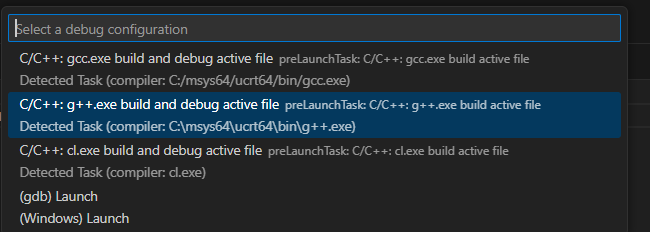 Select a debug configuration
C/C++: gcc.exe build and debug active file preLaunchTask: C/C++: gcc.exe build active file
Detected Task (compiler: C:/msys64/ucrt64/bin/gcc.exe)
C/C++: g++.exe build and debug active file preLaunchTask: C/C++: g++.exe build active file
Detected Task (compiler: C:\msys64\ucrt64\bin\g++.exe)
C/C++: cl.exe build and debug active file preLaunchTask: C/C++: cl.exe build active file
Detected Task (compiler: cl.exe)
(gdb) Launch
(Windows) Launch